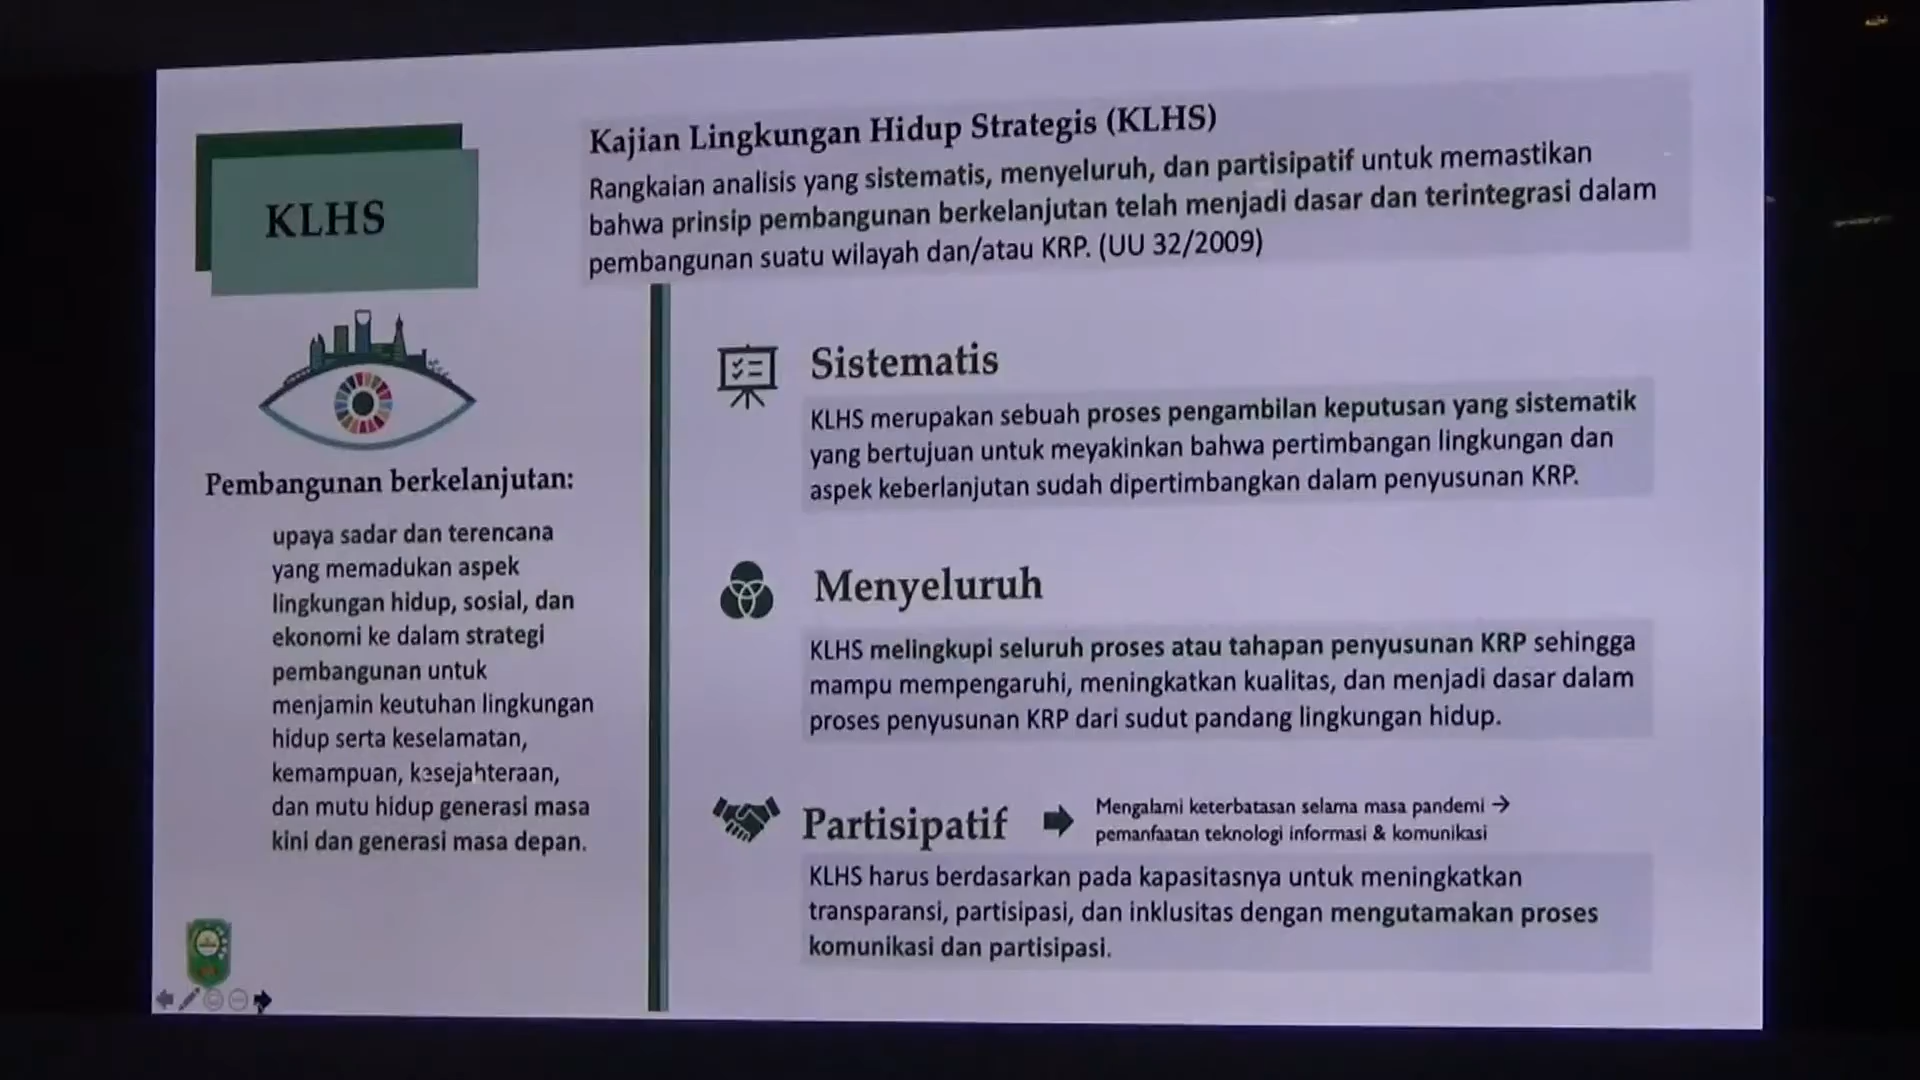 KLHS
Pembangunan berkelanjutan:
upaya sadar dan terencana
yang memadukan aspek
lingkungan hidup, sosial, dan
ekonomi ke dalam strategi
pembangunan untuk
menjamin keutuhan lingkungan
hidup serta keselamatan,
kemampuan, kesejahteraan,
dan mutu hidup generasi masa
kini dan generasi masa depan.
Kajian Lingkungan Hidup Strategis (KLHS)
Rangkaian analisis yang sistematis, menyeluruh, dan partisipatif untuk memastikan
bahwa prinsip pembangunan berkelanjutan telah menjadi dasar dan terintegrasi dalam
pembangunan suatu wilayah dan/atau KRP. (UU 32/2009)
Sistematis
KLHS merupakan sebuah proses pengambilan keputusan yang sistematik
yang bertujuan untuk meyakinkan bahwa pertimbangan lingkungan dan
aspek keberlanjutan sudah dipertimbangkan dalam penyusunan KRP.
Menyeluruh
KLHS melingkupi seluruh proses atau tahapan penyusunan KRP sehingga
mampu mempengaruhi, meningkatkan kualitas, dan menjadi dasar dalam
proses penyusunan KRP dari sudut pandang lingkungan hidup.
Partisipatif
Mengalami keterbatasan selama masa pandemi →
pemanfaatan teknologi informasi & komunikasi
KLHS harus berdasarkan pada kapasitasnya untuk meningkatkan
transparansi, partisipasi, dan inklusitas dengan mengutamakan proses
komunikasi dan partisipasi.